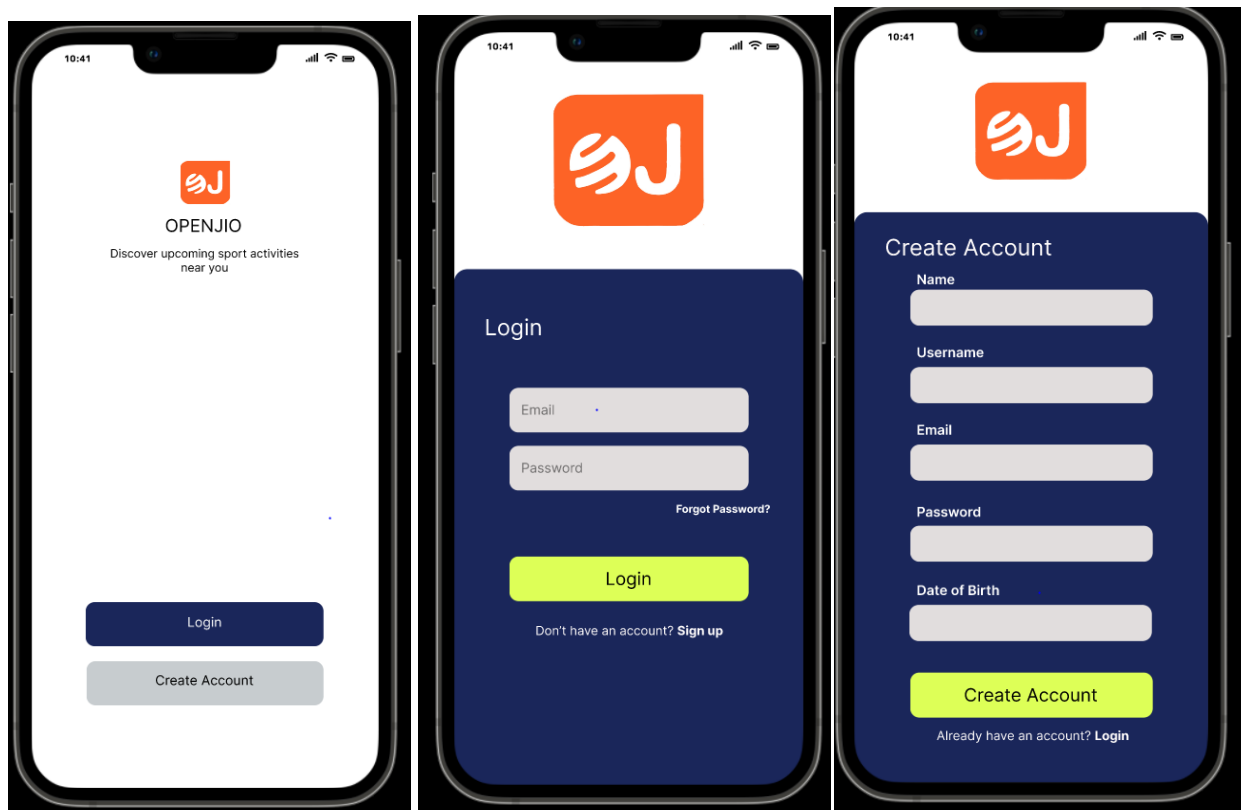 10:41
OPENJIO
Discover upcoming sport activities
near you
Login
Create Account
10:41
J
Login
Email
Password
Forgot Password?
Login
Don't have an account? Sign up
10:41
J
Create Account
Name
Username
Email
Password
Date of Birth
Create Account
Already have an account? Login